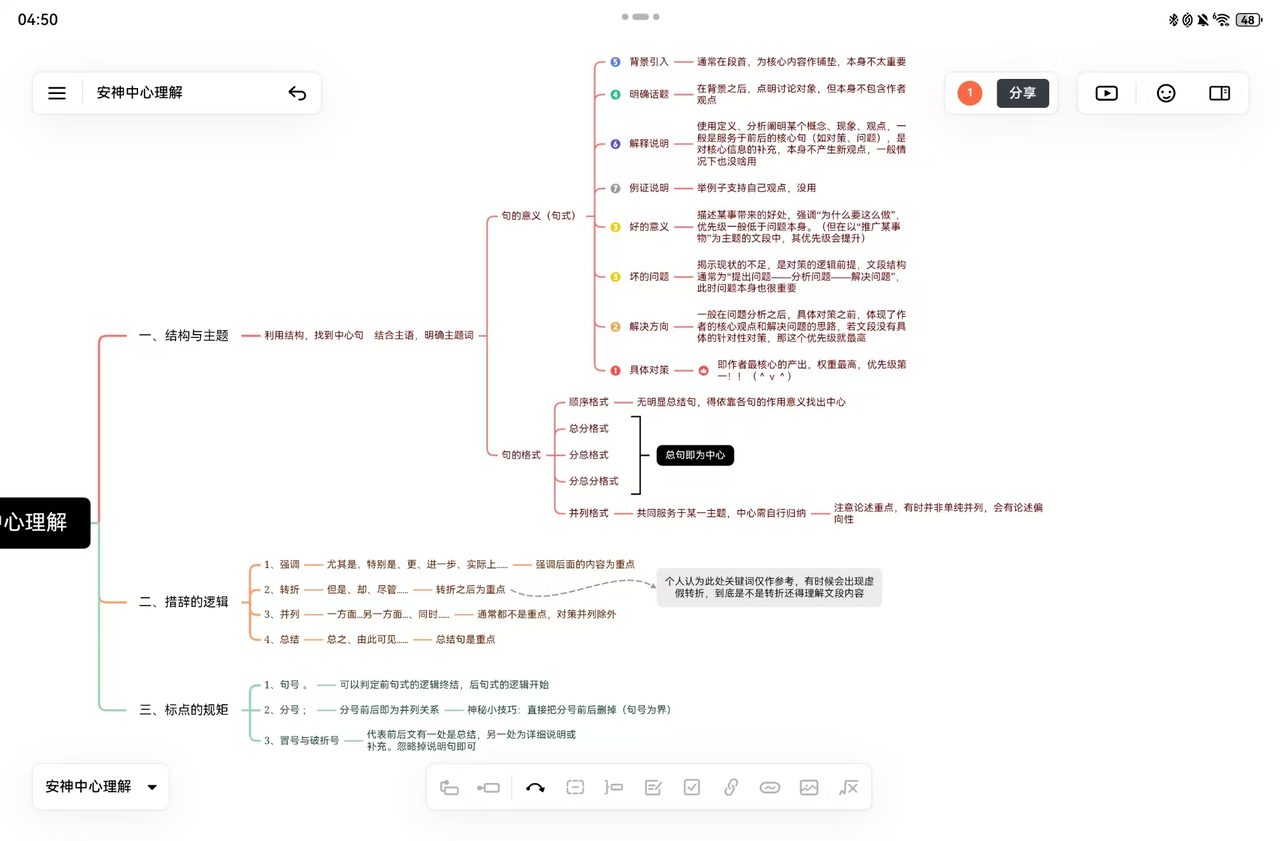 04:50
48
安神中心理解
1
分享
中心理解
一、结构与主题
利用结构，找到中心句 结合主语，明确主题词
句的意义（句式）
5 背景引入
通常在段首，为核心内容作铺垫，本身不太重要
4 明确话题
在背景之后，点明讨论对象，但本身不包含作者
观点
6 解释说明
使用定义、分析阐明某个概念、现象、观点，一
般是服务于前后的核心句（如对策、问题），是
对核心信息的补充，本身不产生新观点，一般情
况下也没啥用
7 例证说明
举例子支持自己观点，没用
3 好的意义
描述某事带来的好处，强调“为什么要这么做”，
优先级一般低于问题本身。（但在以“推广某事
物”为主题的文段中，其优先级会提升）
3 坏的问题
揭示现状的不足，是对策的逻辑前提，文段结构
通常为“提出问题——分析问题——解决问题”，
此时问题本身也很重要
2 解决方向
一般在问题分析之后，具体对策之前，体现了作
者的核心观点和解决问题的思路，若文段没有具
体的针对性对策，那这个优先级就最高
1 具体对策
即作者最核心的产出，权重最高，优先级第
一！！（＾ｖ＾）
句的格式
顺序格式
无明显总结句，得依靠各句的作用意义找出中心
总分格式
分总格式
分总分格式
总句即为中心
并列格式
共同服务于某一主题，中心需自行归纳
注意论述重点，有时并非单纯并列，会有论述偏
向性
二、措辞的逻辑
1、强调
尤其是、特别是、更、进一步、实际上……
强调后面的内容为重点
2、转折
但是、却、尽管……
转折之后为重点
个人认为此处关键词仅作参考，有时候会出现虚
假转折，到底是不是转折还得理解文段内容
3、并列
一方面…另一方面…、同时……
通常都不是重点，对策并列除外
4、总结
总之、由此可见……
总结句是重点
三、标点的规矩
1、句号 。
可以判定前句式的逻辑终结，后句式的逻辑开始
2、分号；
分号前后即为并列关系
神秘小技巧：直接把分号前后删掉（句号为界）
3、冒号与破折号
代表前后文有一处是总结，另一处为详细说明或
补充。忽略掉说明句即可
安神中心理解